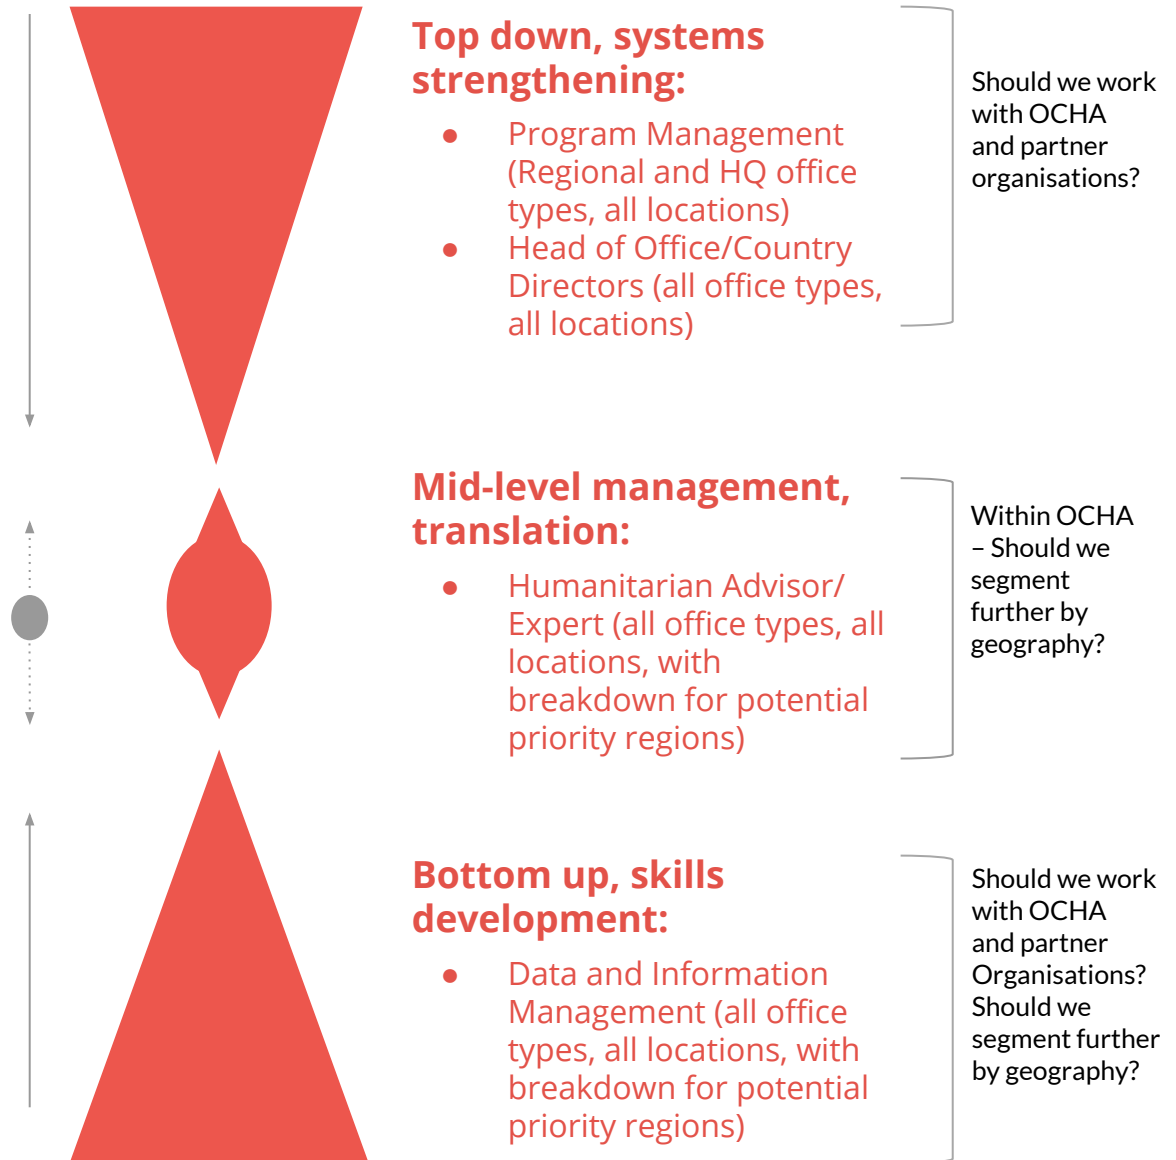 Top down, systems
strengthening:
● Program Management
(Regional and HQ office
types, all locations)
● Head of Office/Country
Directors (all office types,
all locations)
Should we work
with OCHA
and partner
organisations?
Mid-level management,
translation:
● Humanitarian Advisor/
Expert (all office types, all
locations, with
breakdown for potential
priority regions)
Within OCHA
– Should we
segment
further by
geography?
Bottom up, skills
development:
● Data and Information
Management (all office
types, all locations, with
breakdown for potential
priority regions)
Should we work
with OCHA
and partner
Organisations?
Should we
segment further
by geography?